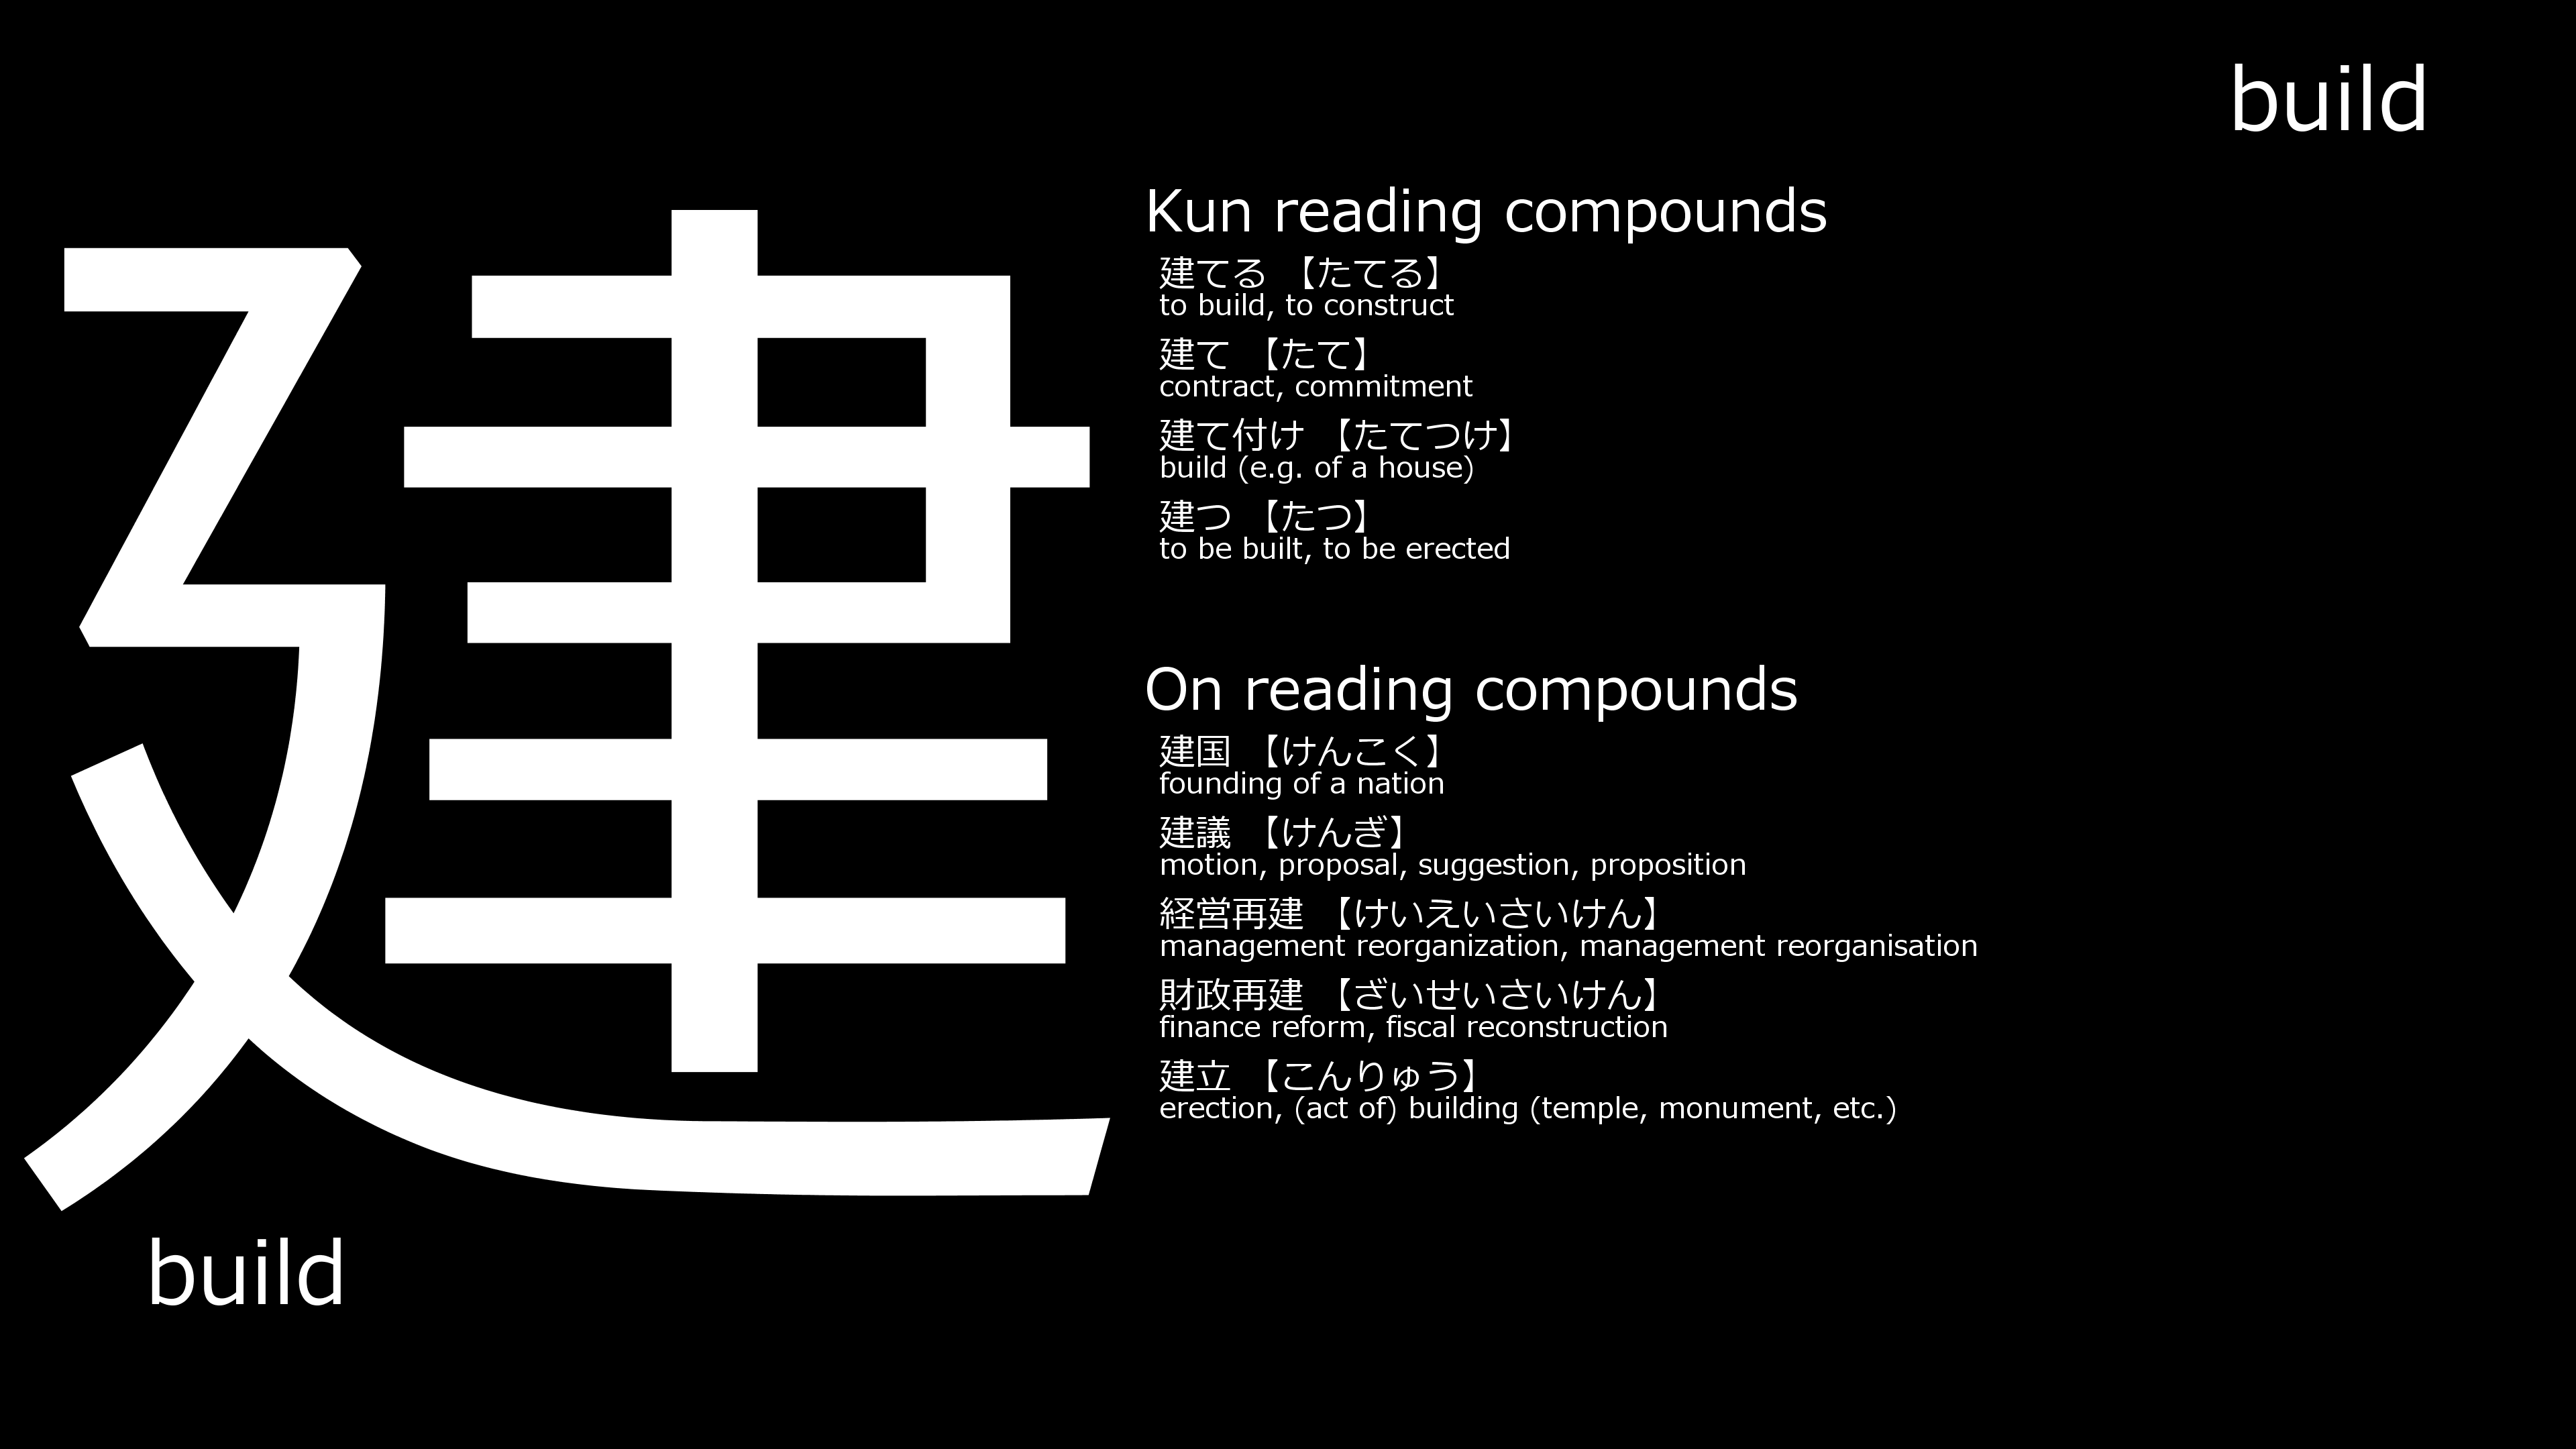 build
建
build
Kun reading compounds
建てる 【たてる】
to build, to construct
建て 【たて】
contract, commitment
建て付け 【たてつけ】
build (e.g. of a house)
建つ 【たつ】
to be built, to be erected
On reading compounds
建国 【けんこく】
founding of a nation
建議 【けんぎ】
motion, proposal, suggestion, proposition
経営再建 【けいえいさいけん】
management reorganization, management reorganisation
財政再建 【ざいせいさいけん】
finance reform, fiscal reconstruction
建立 【こんりゅう】
erection, (act of) building (temple, monument, etc.)